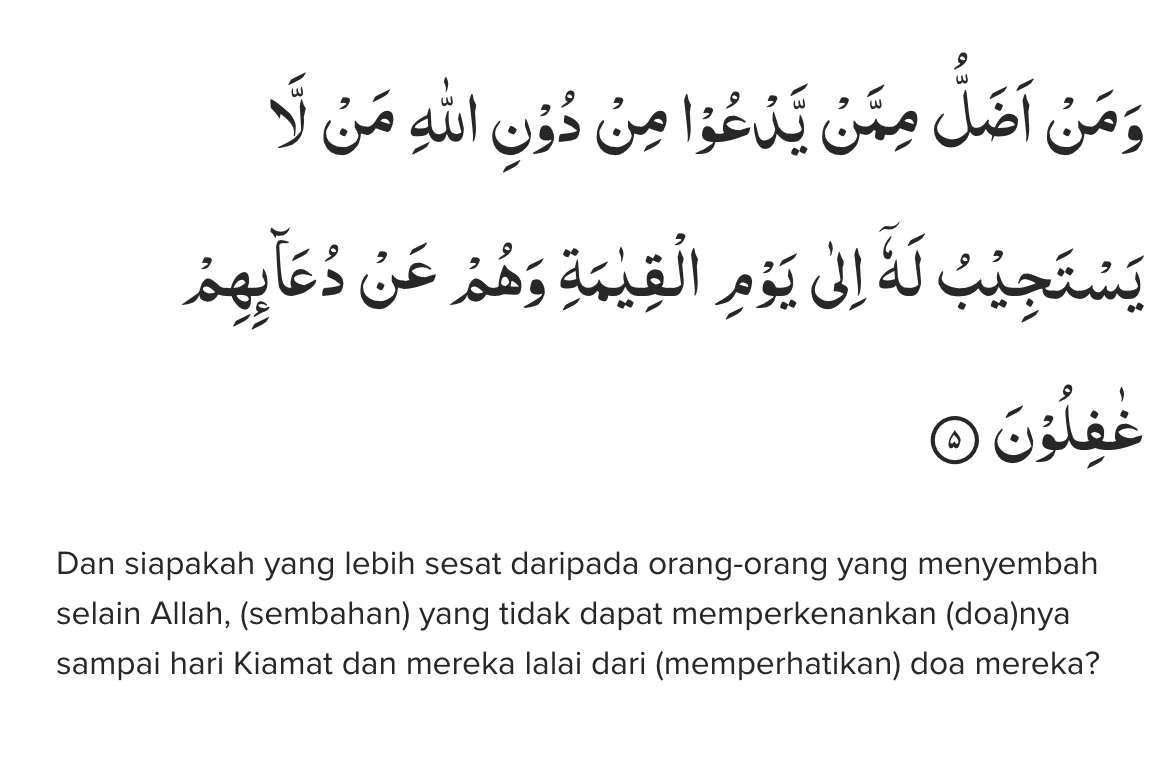 وَمَنْ اَضَلُّ مِمَّنْ يَّدْعُوْا مِنْ دُوْنِ اللّٰهِ مَنْ لَّا
يَسْتَجِيْبُ لَهٗٓ اِلٰى يَوْمِ الْقِيٰمَةِ وَهُمْ عَنْ دُعَاۤىِٕهِمْ
غٰفِلُوْنَ ۵
Dan siapakah yang lebih sesat daripada orang-orang yang menyembah
selain Allah, (sembahan) yang tidak dapat memperkenankan (doa)nya
sampai hari Kiamat dan mereka lalai dari (memperhatikan) doa mereka?